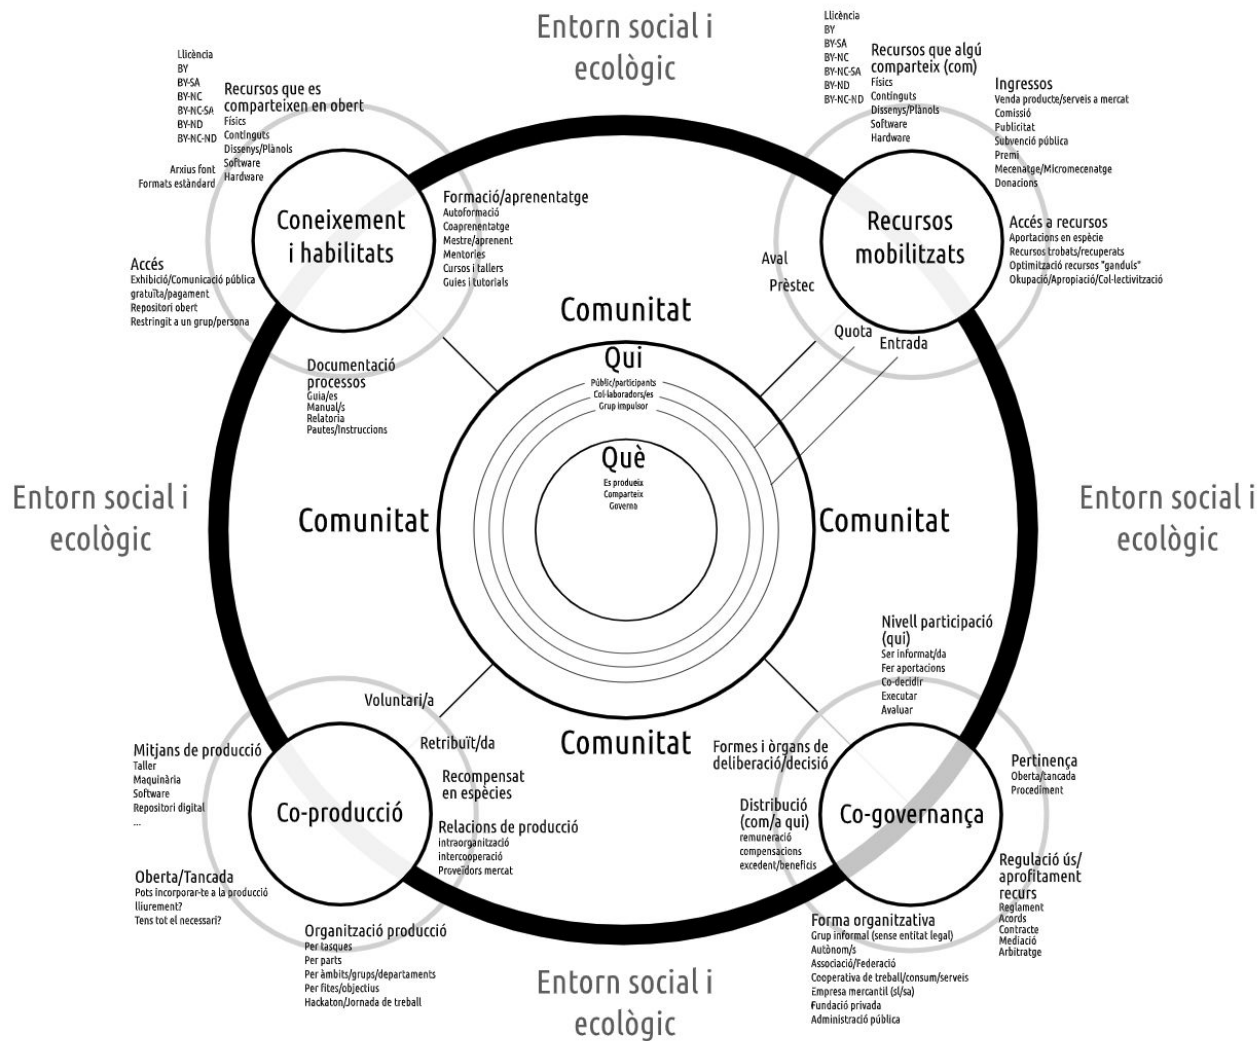 Entorn social i
ecològic
Llicència
BY
BY-SA
BY-NC
BY-NC-SA
BY-ND
BY-NC-ND
Recursos que es
comparteixen en obert
Físics
Continguts
Dissenys/Plànols
Software
Hardware
Arxius font
Formats estàndard
Coneixement
i habilitats
Formació/aprenentatge
Autoformació
Coaprenentatge
Mestre/aprenent
Mentories
Cursos i tallers
Guies i tutorials
Accés
Exhibició/Comunicació pública
gratuïta/pagament
Repositori obert
Restringit a un grup/persona
Documentació
processos
Guia/es
Manual/s
Relatoria
Pautes/Instruccions
Llicència
BY
BY-SA
BY-NC
BY-NC-SA
BY-ND
BY-NC-ND
Recursos que algú
comparteix (com)
Físics
Continguts
Dissenys/Plànols
Software
Hardware
Ingressos
Venda producte/serveis a mercat
Comissió
Publicitat
Subvenció pública
Premi
Mecenatge/Micromecenatge
Donacions
Recursos
mobilitzats
Accés a recursos
Aportacions en espècie
Recursos trobats/recuperats
Optimització recursos "ganduls"
Okupació/Apropiació/Col·lectivització
Aval
Prèstec
Quota
Entrada
Comunitat
Qui
Públic/participants
Col·laboradors/es
Grup impulsor
Què
Es produeix
Comparteix
Governa
Entorn social i
ecològic
Comunitat
Comunitat
Entorn social i
ecològic
Comunitat
Voluntari/a
Retribuït/da
Recompensat
en espècies
Mitjans de producció
Taller
Maquinària
Software
Repositori digital
...
Co-producció
Relacions de producció
intraorganització
intercooperació
Proveïdors mercat
Oberta/Tancada
Pots incorporar-te a la producció
lliurement?
Tens tot el necessari?
Organització producció
Per tasques
Per parts
Per àmbits/grups/departaments
Per fites/objectius
Hackaton/Jornada de treball
Nivell participació
(qui)
Ser informat/da
Fer aportacions
Co-decidir
Executar
Avaluar
Formes i òrgans de
deliberació/decisió
Distribució
(com/a qui)
remuneració
compensacions
excedent/beneficis
Co-governança
Pertinença
Oberta/tancada
Procediment
Regulació ús/
aprofitament
recurs
Reglament
Acords
Contracte
Mediació
Arbitratge
Forma organitzativa
Grup informal (sense entitat legal)
Autònom/s
Associació/Federació
Cooperativa de treball/consum/serveis
Empresa mercantil (sl/sa)
Fundació privada
Administració pública
Entorn social i
ecològic